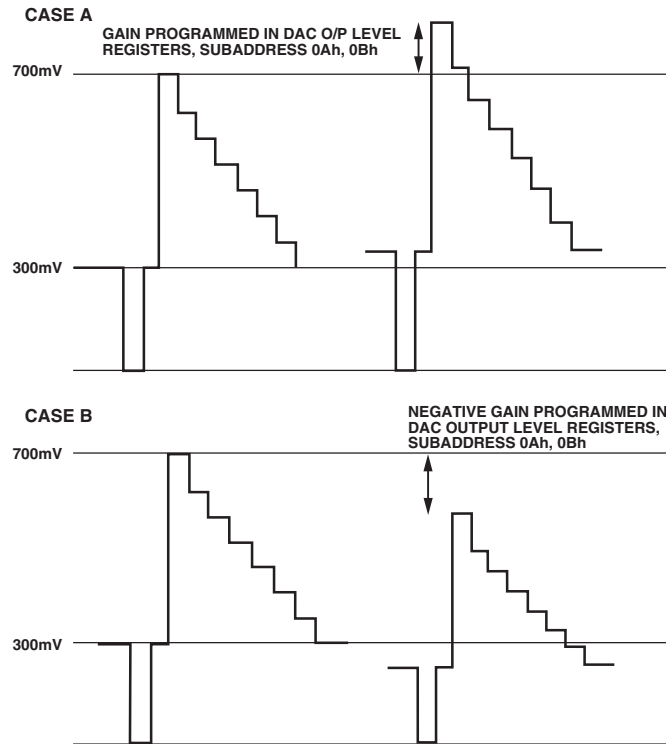 CASE A
GAIN PROGRAMMED IN DAC O/P LEVEL
REGISTERS, SUBADDRESS 0Ah, 0Bh
700mV
300mV
CASE B
NEGATIVE GAIN PROGRAMMED IN
DAC OUTPUT LEVEL REGISTERS,
SUBADDRESS 0Ah, 0Bh
700mV
300mV